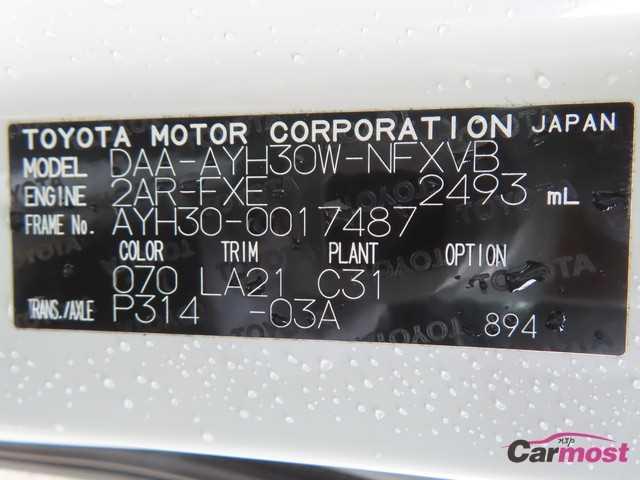 TOYOTA MOTOR CORPORATION JAPAN
MODEL DAA-AYH30W-NFXVB
ENGINE 2AR-FXE 2493 mL
FRAME No. AYH30-0017487
COLOR TRIM PLANT OPTION
070 LA21 C31
TRANS./AXLE P314 -03A 894
nxp
Carmost